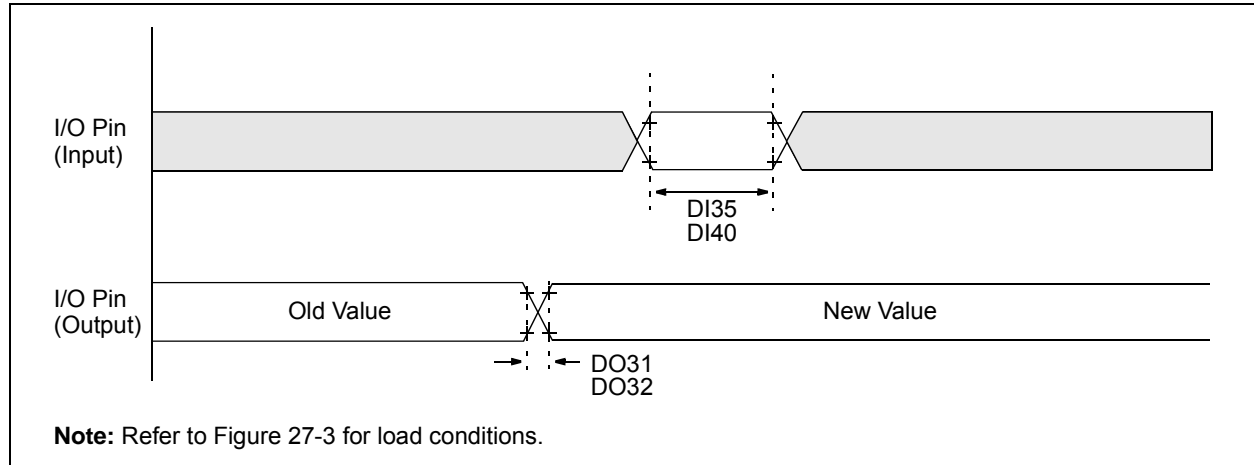 I/O Pin
(Input)
DI35
DI40
I/O Pin
(Output)
Old Value
New Value
DO31
DO32
Note: Refer to Figure 27-3 for load conditions.